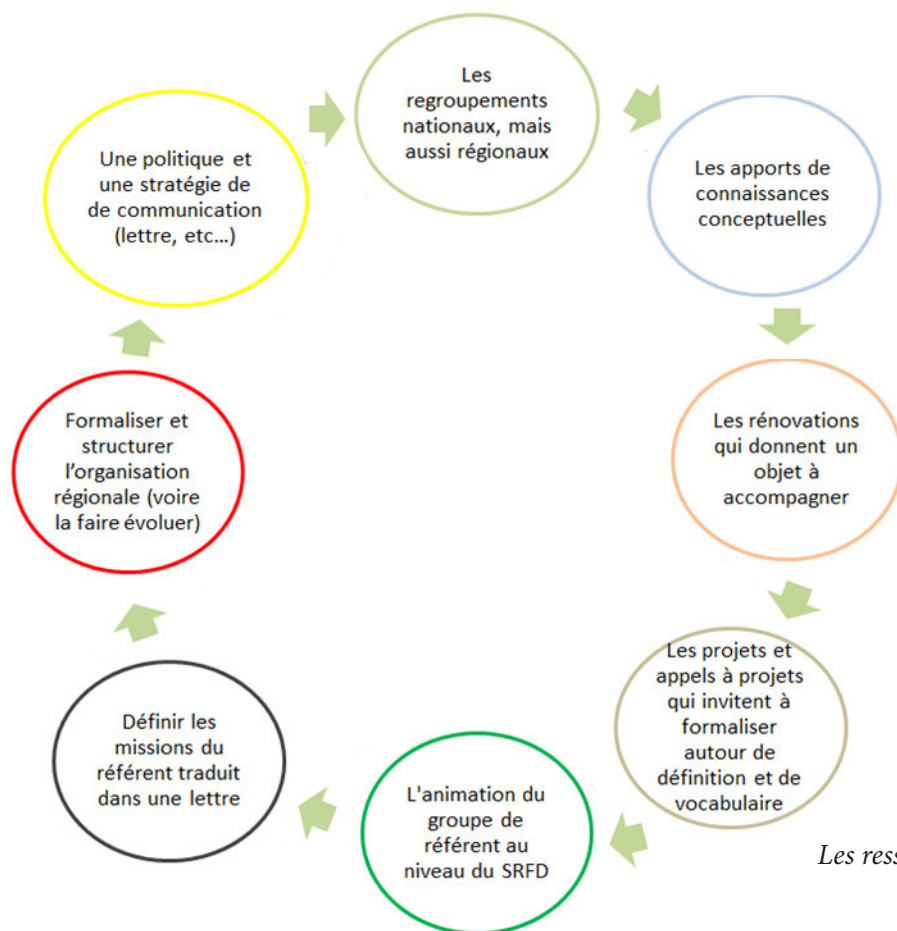 Les
regroupements
nationaux, mais
aussi régionaux
Les apports de
connaissances
conceptuelles
Les rénovations
qui donnent un
objet à
accompagner
Les projets et
appels à projets
qui invitent à
formaliser
autour de
définition et de
vocabulaire
L'animation du
groupe de
référent au
niveau du SRFD
Définir les
missions du
référent traduit
dans une lettre
Formaliser et
structurer
l'organisation
régionale (voire
la faire évoluer)
Une politique et
une stratégie de
de communication
(lettre, etc...)
Les